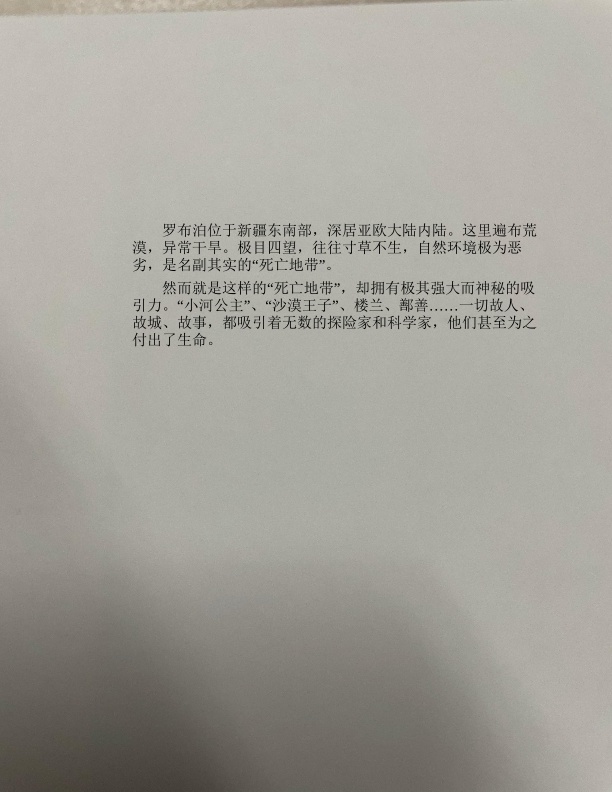 罗布泊位于新疆东南部，深居亚欧大陆内陆。这里遍布荒
漠，异常干旱。极目四望，往往寸草不生，自然环境极为恶
劣，是名副其实的“死亡地带”。
然而就是这样的“死亡地带”，却拥有极其强大而神秘的吸
引力。“小河公主”、“沙漠王子”、楼兰、鄯善……一切故人、
故城、故事，都吸引着无数的探险家和科学家，他们甚至为之
付出了生命。